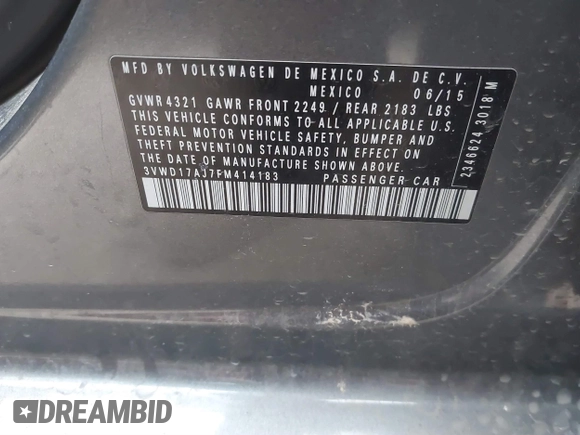 MFD BY VOLKSWAGEN DE MEXICO S.A. DE C.V.
MEXICO 06/15
GVWR 4321 GAWR FRONT 2249 / REAR 2183 LBS
THIS VEHICLE CONFORMS TO ALL APPLICABLE U.S.
FEDERAL MOTOR VEHICLE SAFETY, BUMPER AND
THEFT PREVENTION STANDARDS IN EFFECT ON
THE DATE OF MANUFACTURE SHOWN ABOVE.
3VWD17AJ7FM414183 PASSENGER CAR
2346624 3018 M
DREAMBID